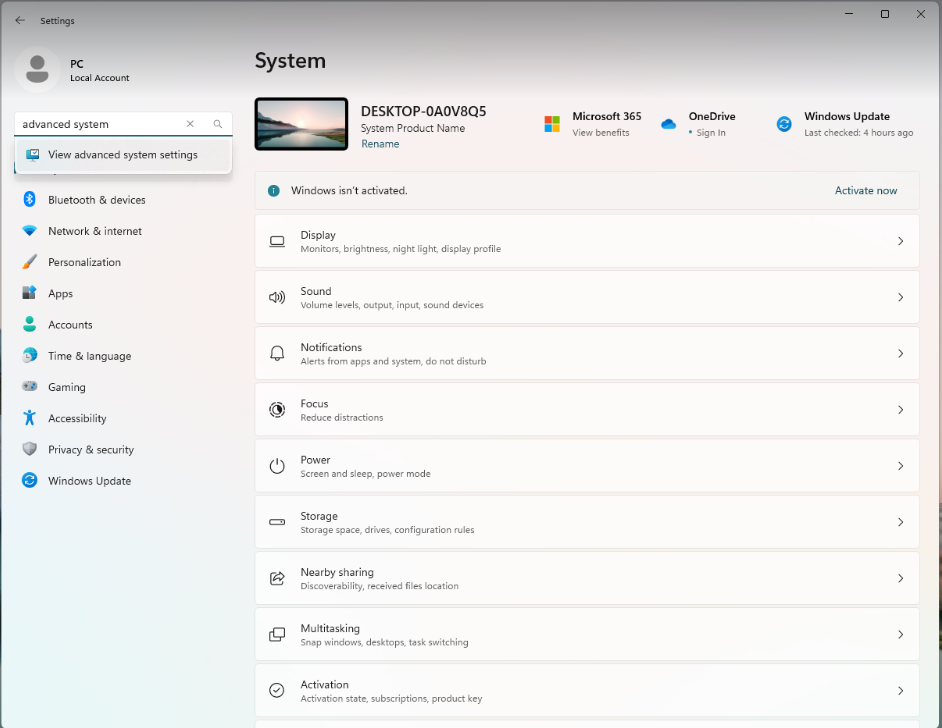 Settings
PC
Local Account
advanced system
View advanced system settings
Bluetooth & devices
Network & internet
Personalization
Apps
Accounts
Time & language
Gaming
Accessibility
Privacy & security
Windows Update
System
DESKTOP-0A0V8Q5
System Product Name
Rename
Microsoft 365
View benefits
OneDrive
• Sign In
Windows Update
Last checked: 4 hours ago
Windows isn't activated.
Activate now
Display
Monitors, brightness, night light, display profile
Sound
Volume levels, output, input, sound devices
Notifications
Alerts from apps and system, do not disturb
Focus
Reduce distractions
Power
Screen and sleep, power mode
Storage
Storage space, drives, configuration rules
Nearby sharing
Discoverability, received files location
Multitasking
Snap windows, desktops, task switching
Activation
Activation state, subscriptions, product key